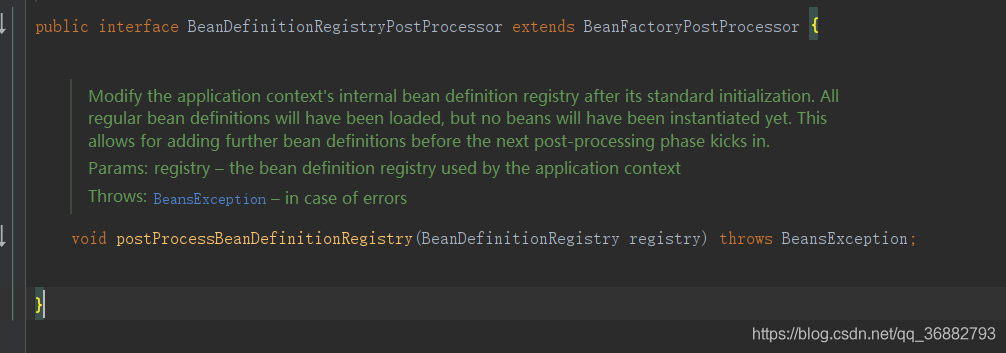 public interface BeanDefinitionRegistryPostProcessor extends BeanFactoryPostProcessor {
Modify the application context's internal bean definition registry after its standard initialization. All
regular bean definitions will have been loaded, but no beans will have been instantiated yet. This
allows for adding further bean definitions before the next post-processing phase kicks in.
Params: registry – the bean definition registry used by the application context
Throws: BeansException – in case of errors
void postProcessBeanDefinitionRegistry(BeanDefinitionRegistry registry) throws BeansException;
}
https://blog.csdn.net/qq_36882793